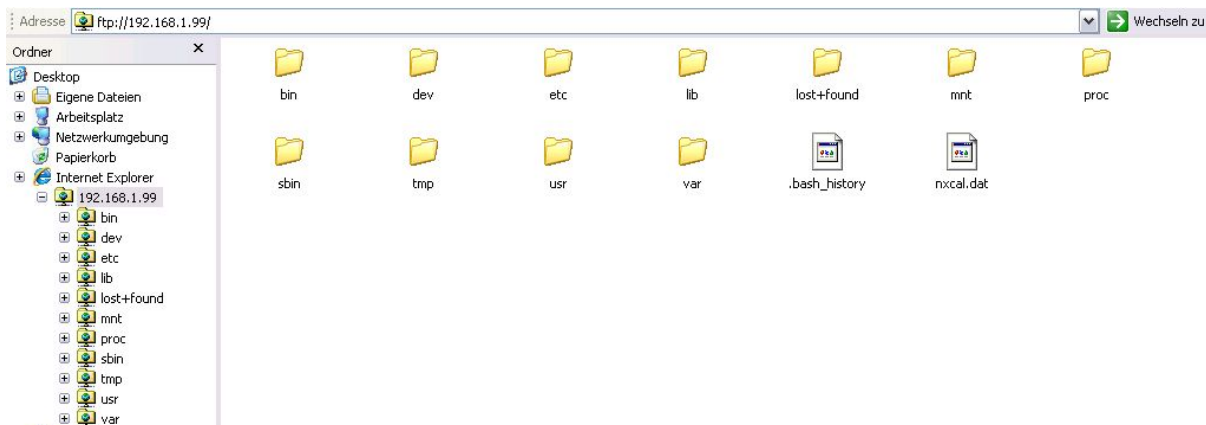 Adresse ftp://192.168.1.99/ Wechseln zu
Ordner x
Desktop
Eigene Dateien
Arbeitsplatz
Netzwerkumgebung
Papierkorb
Internet Explorer
192.168.1.99
bin
dev
etc
lib
lost+found
mnt
proc
sbin
tmp
usr
var
bin dev etc lib lost+found mnt proc
sbin tmp usr var .bash_history nxcal.dat